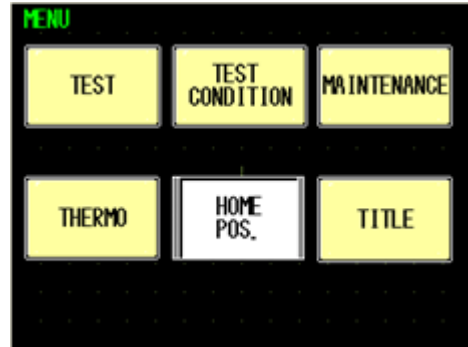 MENU
TEST
TEST
CONDITION
MAINTENANCE
THERMO
HOME
POS.
TITLE